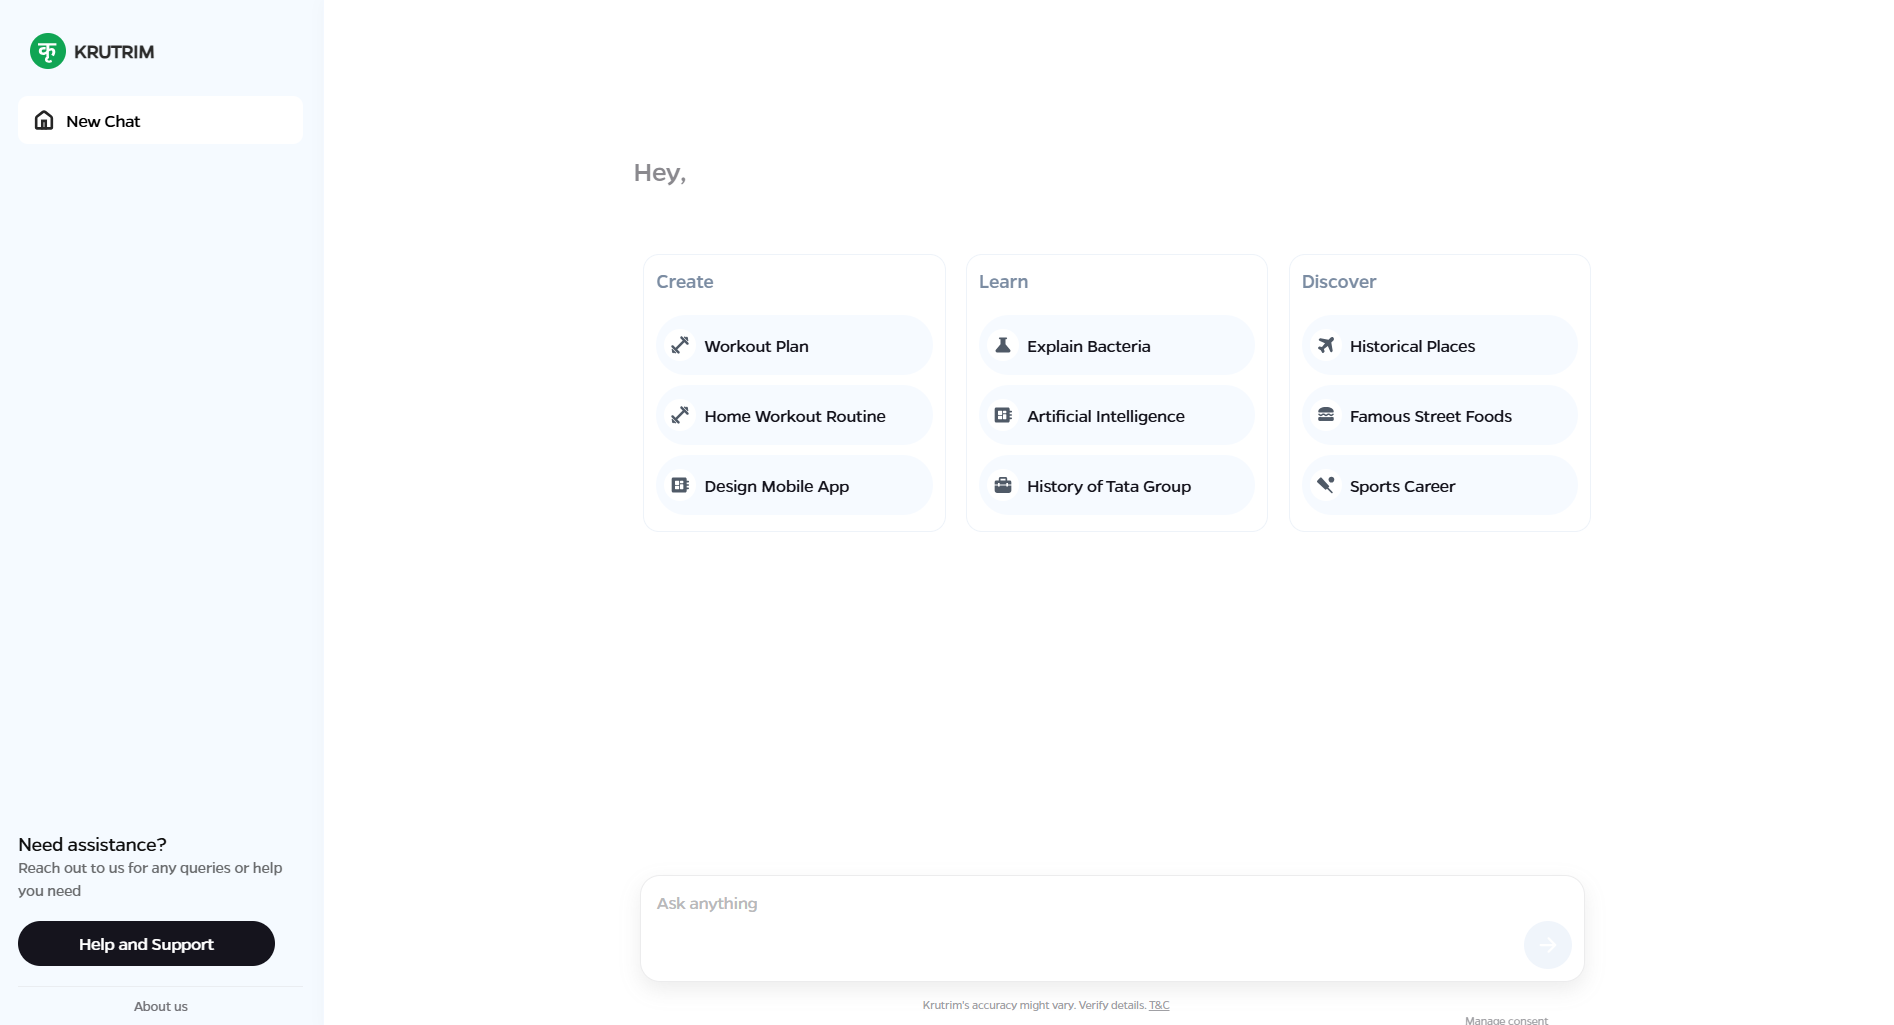 कृ KRUTRIM
New Chat
Need assistance?
Reach out to us for any queries or help
you need
Help and Support
About us
Hey,
Create
Workout Plan
Home Workout Routine
Design Mobile App
Learn
Explain Bacteria
Artificial Intelligence
History of Tata Group
Discover
Historical Places
Famous Street Foods
Sports Career
Ask anything
Krutrim's accuracy might vary. Verify details. T&C
Manage consent